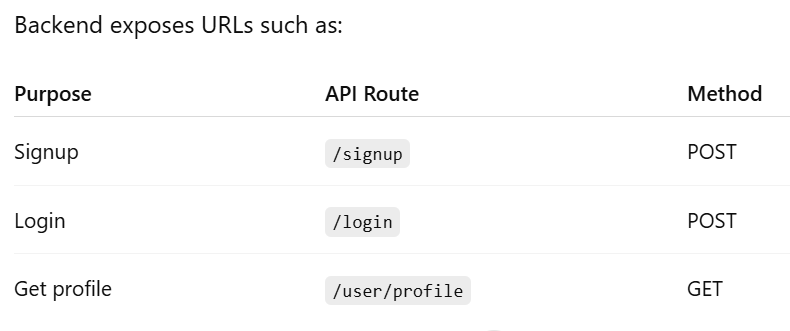 Backend exposes URLs such as:
Purpose API Route Method
Signup /signup POST
Login /login POST
Get profile /user/profile GET